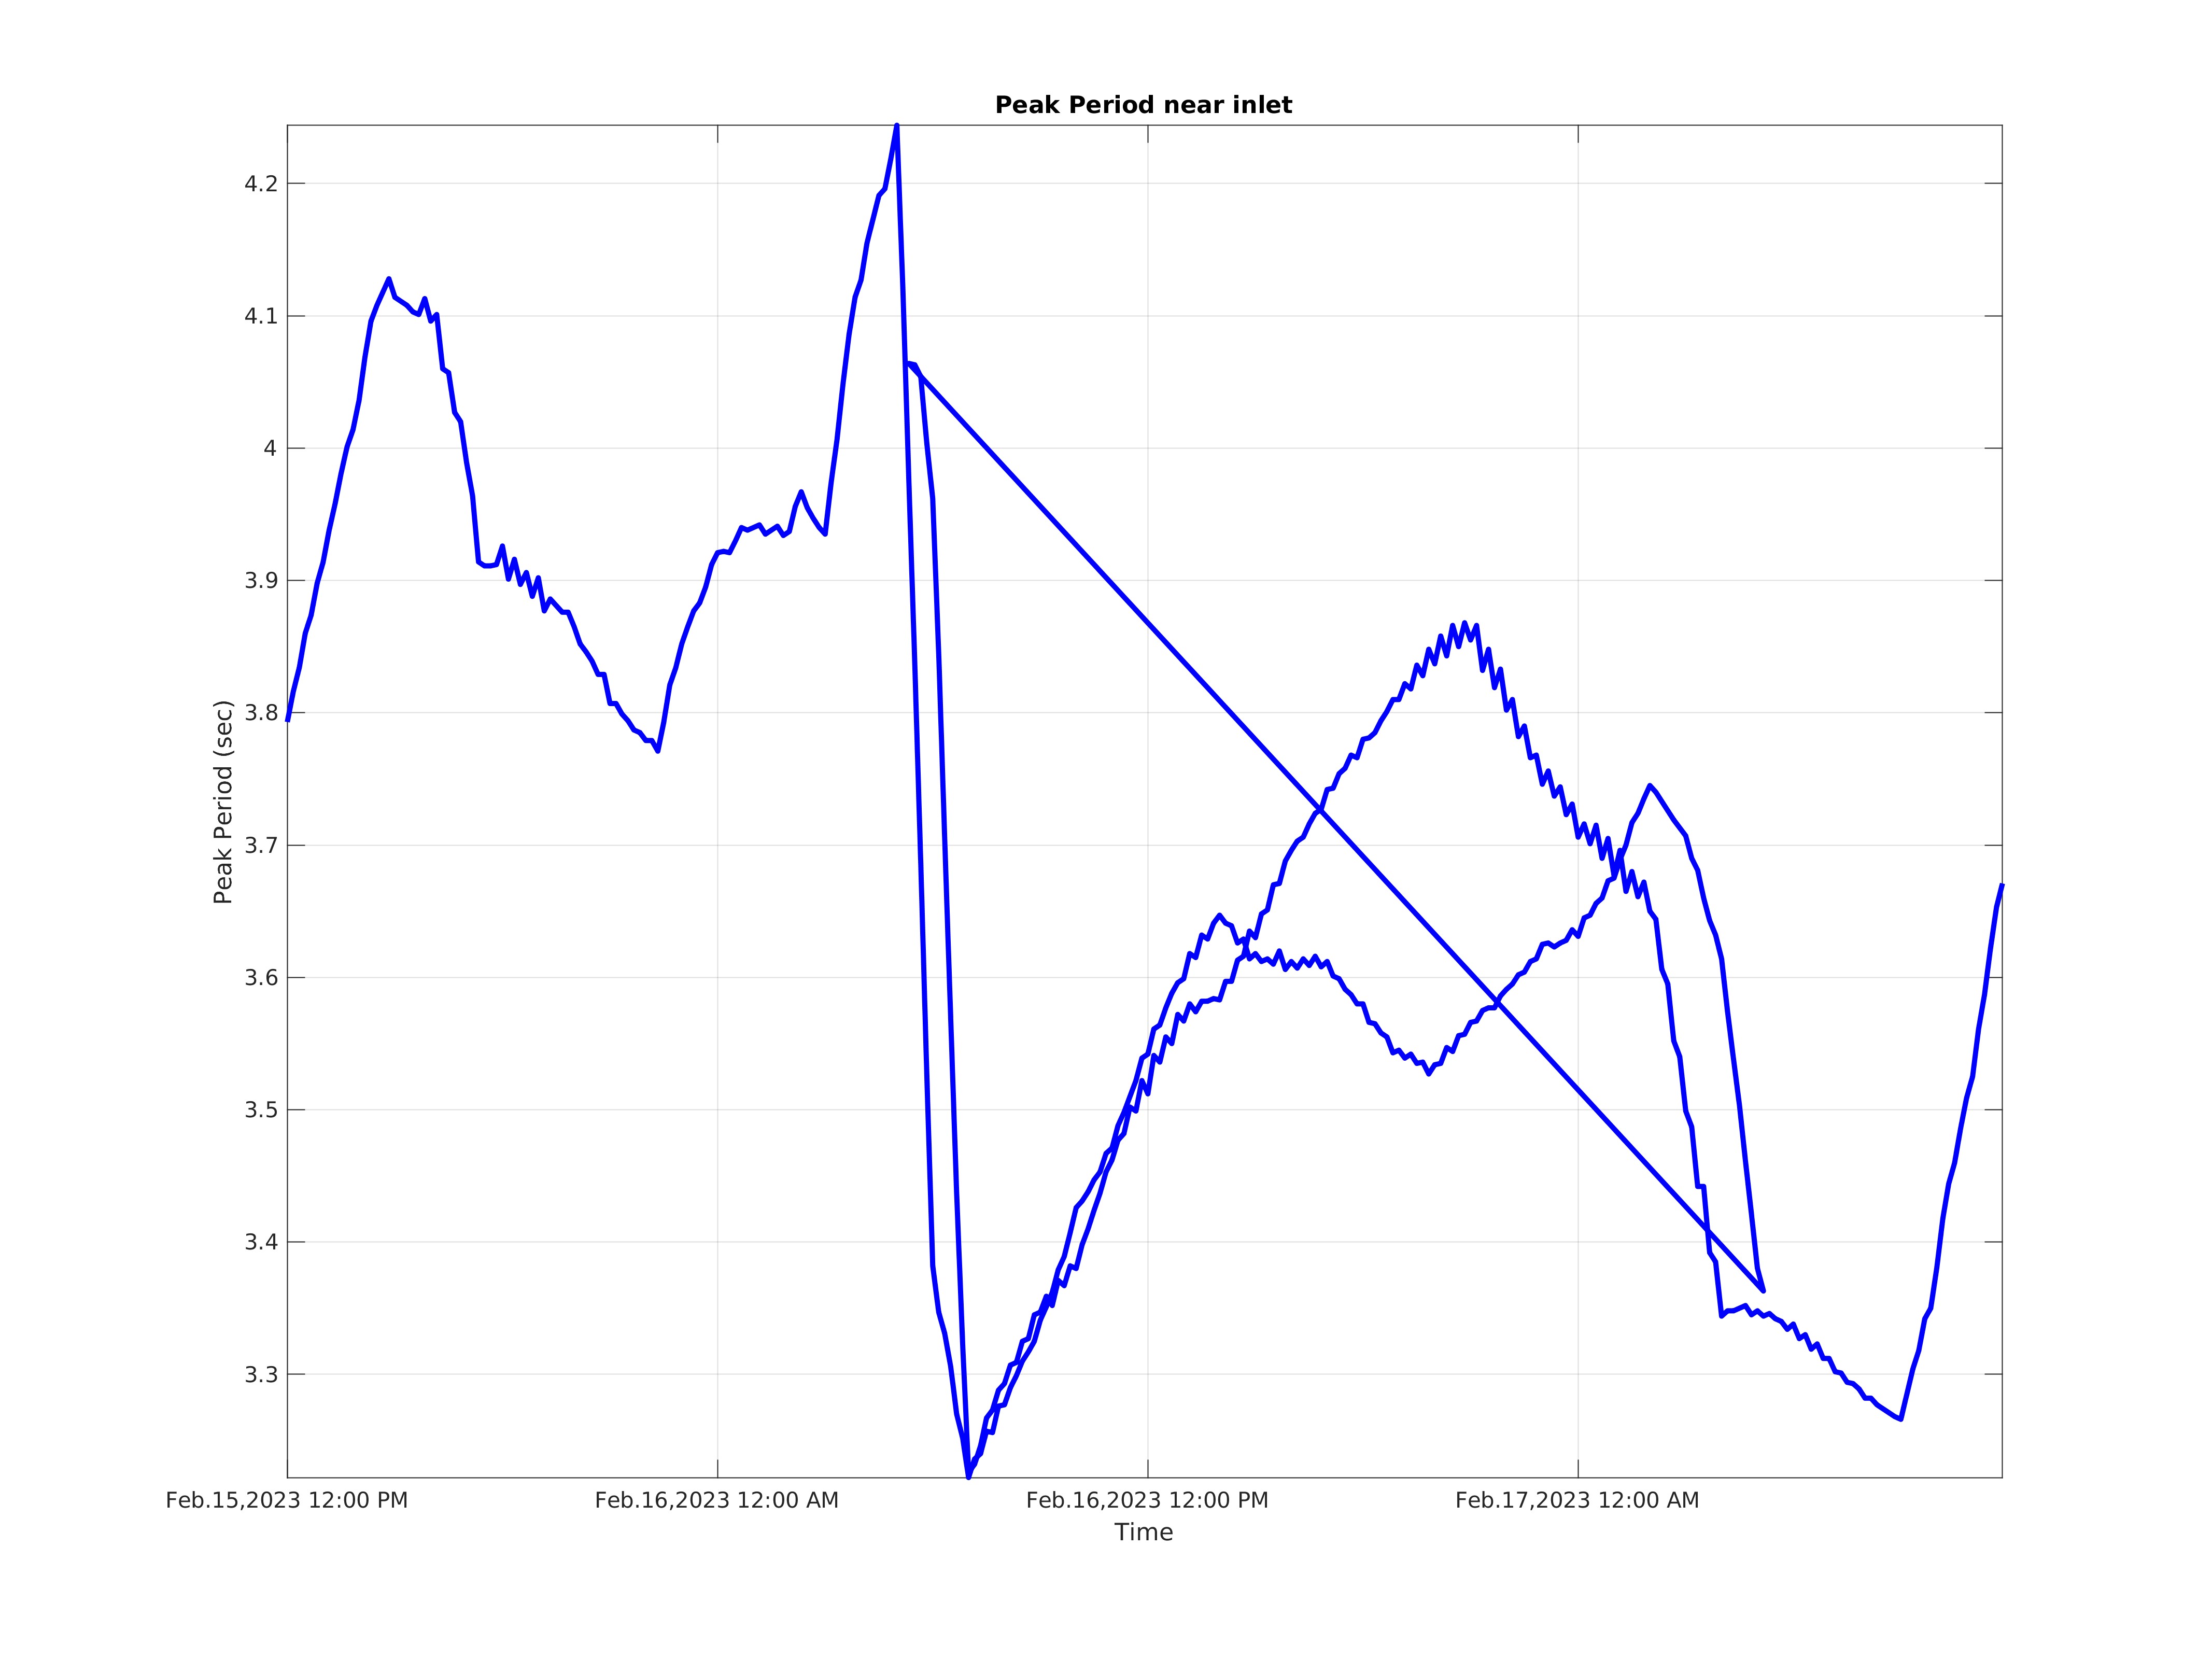 Peak Period near inlet
4.2
4.1
4
3.9
3.8
3.7
3.6
3.5
3.4
3.3
Peak Period (sec)
Feb.15,2023 12:00 PM
Feb.16,2023 12:00 AM
Feb.16,2023 12:00 PM
Feb.17,2023 12:00 AM
Time